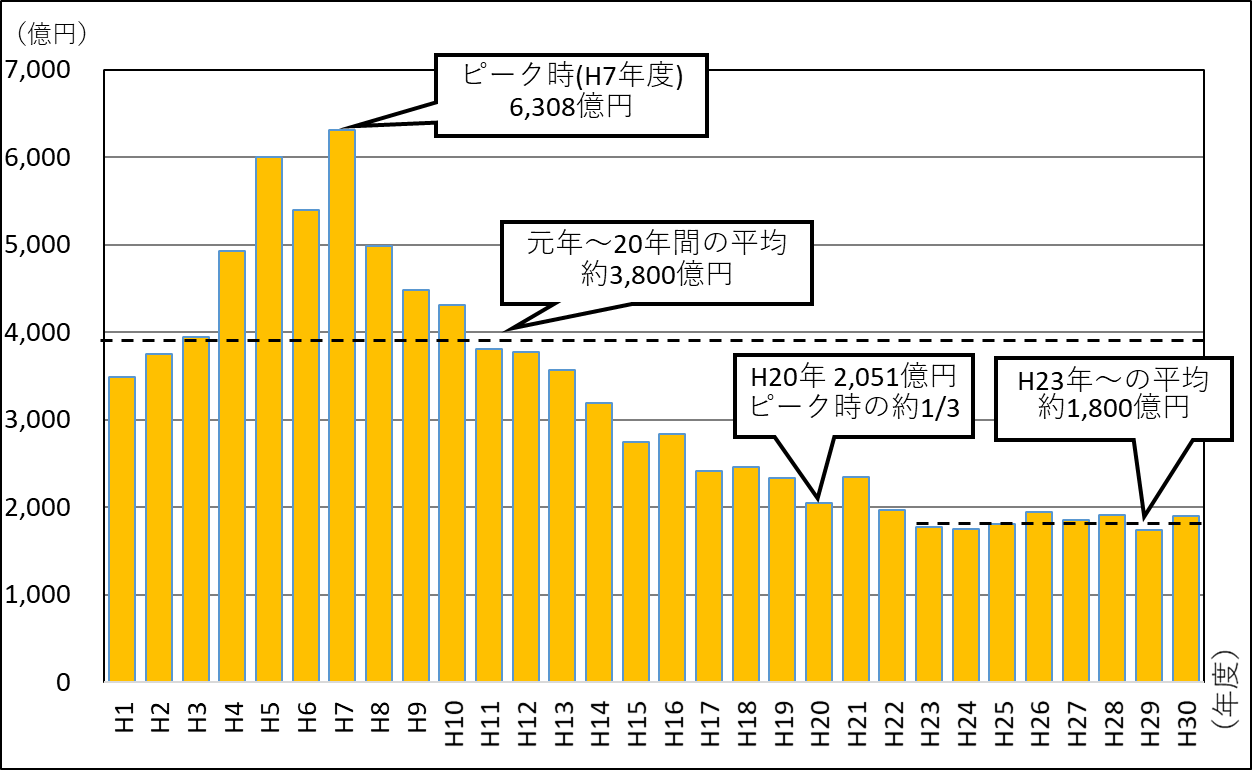 （億円）
7,000
6,000
5,000
4,000
3,000
2,000
1,000
0
ピーク時(H7年度)
6,308億円
元年～20年間の平均
約3,800億円
H20年 2,051億円
ピーク時の約1/3
H23年～の平均
約1,800億円
H1
H2
H3
H4
H5
H6
H7
H8
H9
H10
H11
H12
H13
H14
H15
H16
H17
H18
H19
H20
H21
H22
H23
H24
H25
H26
H27
H28
H29
H30
（年度）